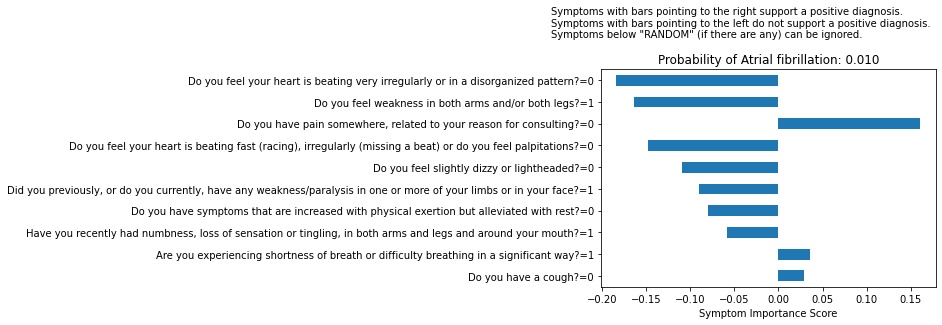 Symptoms with bars pointing to the right support a positive diagnosis.
Symptoms with bars pointing to the left do not support a positive diagnosis.
Symptoms below "RANDOM" (if there are any) can be ignored.
Probability of Atrial fibrillation: 0.010
Do you feel your heart is beating very irregularly or in a disorganized pattern?=0
Do you feel weakness in both arms and/or both legs?=1
Do you have pain somewhere, related to your reason for consulting?=0
Do you feel your heart is beating fast (racing), irregularly (missing a beat) or do you feel palpitations?=0
Do you feel slightly dizzy or lightheaded?=0
Did you previously, or do you currently, have any weakness/paralysis in one or more of your limbs or in your face?=1
Do you have symptoms that are increased with physical exertion but alleviated with rest?=0
Have you recently had numbness, loss of sensation or tingling, in both arms and legs and around your mouth?=1
Are you experiencing shortness of breath or difficulty breathing in a significant way?=1
Do you have a cough?=0
−0.20 −0.15 −0.10 −0.05 0.00 0.05 0.10 0.15
Symptom Importance Score